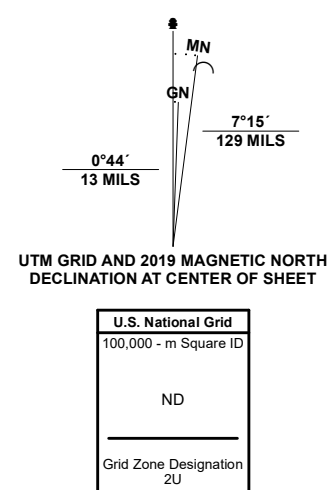 MN
GN
7°15´
129 MILS
0°44´
13 MILS
UTM GRID AND 2019 MAGNETIC NORTH
DECLINATION AT CENTER OF SHEET
U.S. National Grid
100,000 - m Square ID
ND
Grid Zone Designation
2U